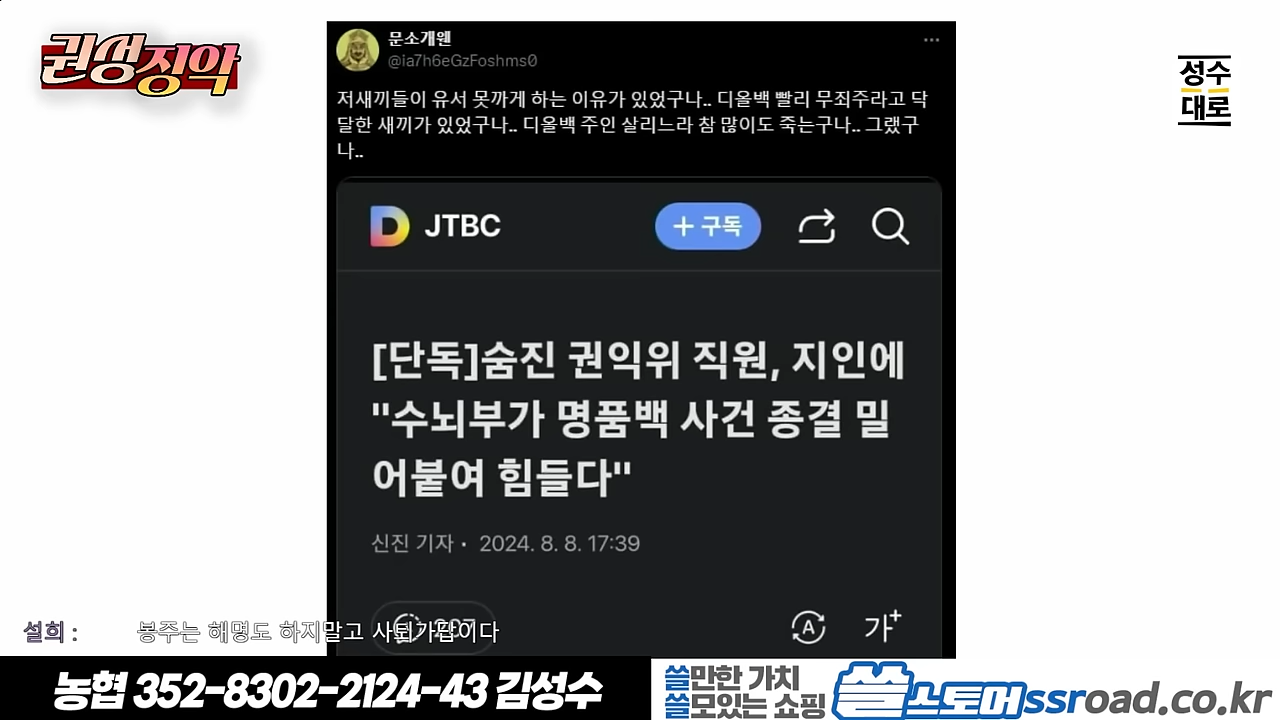 권성징악
문소개웬
@ia7h6eGzFoshms0
성수
대로
저새끼들이 유서 못까게 하는 이유가 있었구나.. 디올백 빨리 무죄주라고 닥
달한 새끼가 있었구나.. 디올백 주인 살리느라 참 많이도 죽는구나.. 그랬구
나..
JTBC
+ 구독
[단독]숨진 권익위 직원, 지인에
"수뇌부가 명품백 사건 종결 밀
어붙여 힘들다"
신진 기자 · 2024. 8. 8. 17:39
가+
설희 : 봉주는 해명도 하지말고 사퇴가답이다
농협 352-8302-2124-43 김성수
쓸만한 가치
쓸모있는 쇼핑
쓸스토어ssroad.co.kr